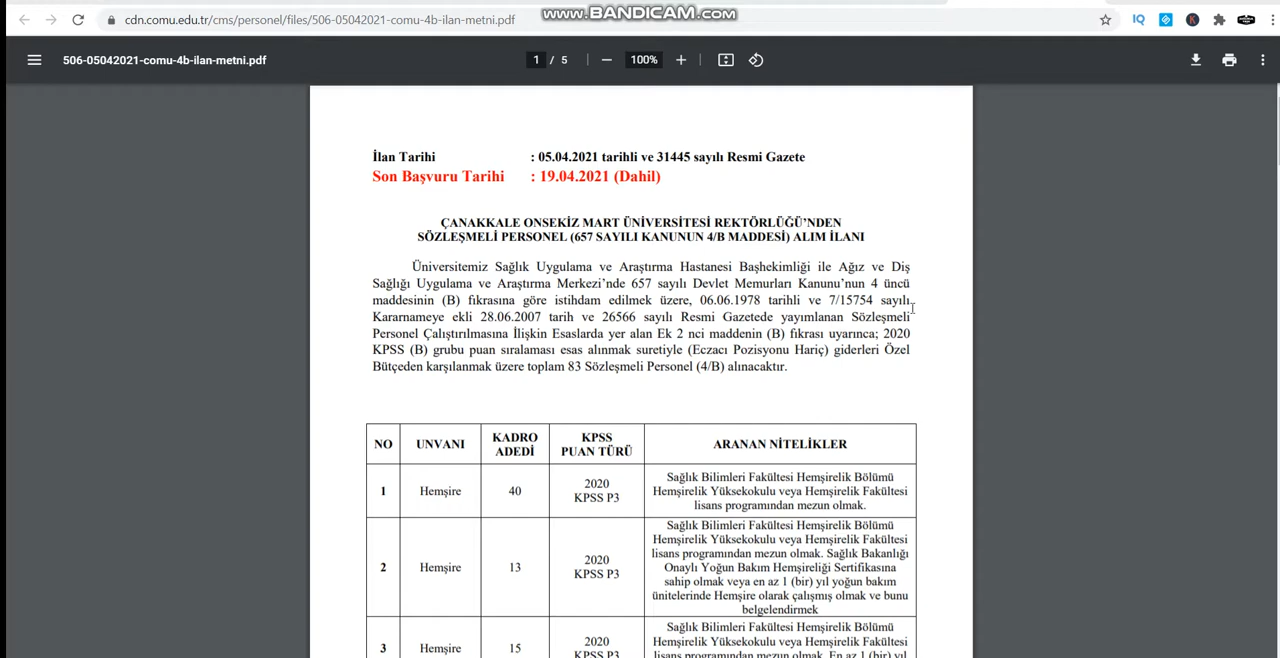 cdn.comu.edu.tr/cms/personel/files/506-05042021-comu-4b-ilan-metni.pdf
www.BANDICAM.com
IQ
K
506-05042021-comu-4b-ilan-metni.pdf
1 / 5
100%
İlan Tarihi : 05.04.2021 tarihli ve 31445 sayılı Resmi Gazete
Son Başvuru Tarihi : 19.04.2021 (Dahil)
ÇANAKKALE ONSEKİZ MART ÜNİVERSİTESİ REKTÖRLÜĞÜ’NDEN
SÖZLEŞMELİ PERSONEL (657 SAYILI KANUNUN 4/B MADDESİ) ALIM İLANI
Üniversitemiz Sağlık Uygulama ve Araştırma Hastanesi Başhekimliği ile Ağız ve Diş
Sağlığı Uygulama ve Araştırma Merkezi’nde 657 sayılı Devlet Memurları Kanunu’nun 4 üncü
maddesinin (B) fıkrasına göre istihdam edilmek üzere, 06.06.1978 tarihli ve 7/15754 sayılı
Kararnameye ekli 28.06.2007 tarih ve 26566 sayılı Resmi Gazetede yayımlanan Sözleşmeli
Personel Çalıştırılmasına İlişkin Esaslarda yer alan Ek 2 nci maddenin (B) fıkrası uyarınca; 2020
KPSS (B) grubu puan sıralaması esas alınmak suretiyle (Eczacı Pozisyonu Hariç) giderleri Özel
Bütçeden karşılanmak üzere toplam 83 Sözleşmeli Personel (4/B) alınacaktır.
NO
UNVANI
KADRO
ADEDİ
KPSS
PUAN TÜRÜ
ARANAN NİTELİKLER
1
Hemşire
40
2020
KPSS P3
Sağlık Bilimleri Fakültesi Hemşirelik Bölümü
Hemşirelik Yüksekokulu veya Hemşirelik Fakültesi
lisans programından mezun olmak.
2
Hemşire
13
2020
KPSS P3
Sağlık Bilimleri Fakültesi Hemşirelik Bölümü
Hemşirelik Yüksekokulu veya Hemşirelik Fakültesi
lisans programından mezun olmak. Sağlık Bakanlığı
Onaylı Yoğun Bakım Hemşireliği Sertifikasına
sahip olmak veya en az 1 (bir) yıl yoğun bakım
ünitelerinde Hemşire olarak çalışmış olmak ve bunu
belgelendirmek
3
Hemşire
15
2020
KPSS P3
Sağlık Bilimleri Fakültesi Hemşirelik Bölümü
Hemşirelik Yüksekokulu veya Hemşirelik Fakültesi
lisans programından mezun olmak. En az 1 (bir) yıl